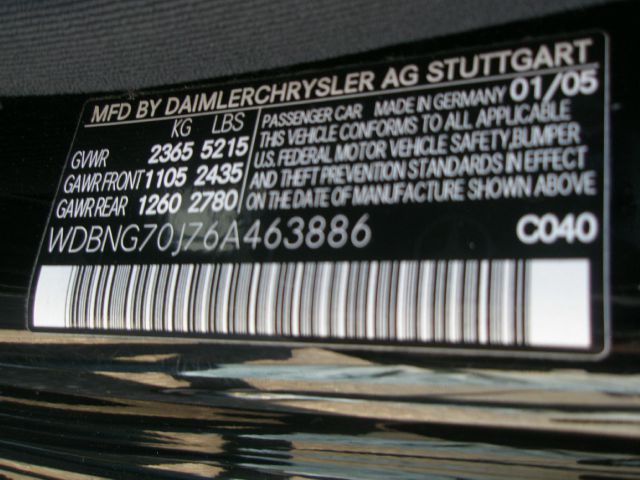 MFD BY DAIMLERCHRYSLER AG STUTTGART
KG LBS
GVWR 2365 5215
GAWR FRONT 1105 2435
GAWR REAR 1260 2780
PASSENGER CAR MADE IN GERMANY 01/05
THIS VEHICLE CONFORMS TO ALL APPLICABLE
U.S. FEDERAL MOTOR VEHICLE SAFETY, BUMPER
AND THEFT PREVENTION STANDARDS IN EFFECT
ON THE DATE OF MANUFACTURE SHOWN ABOVE
WDBNG70J76A463886 C040